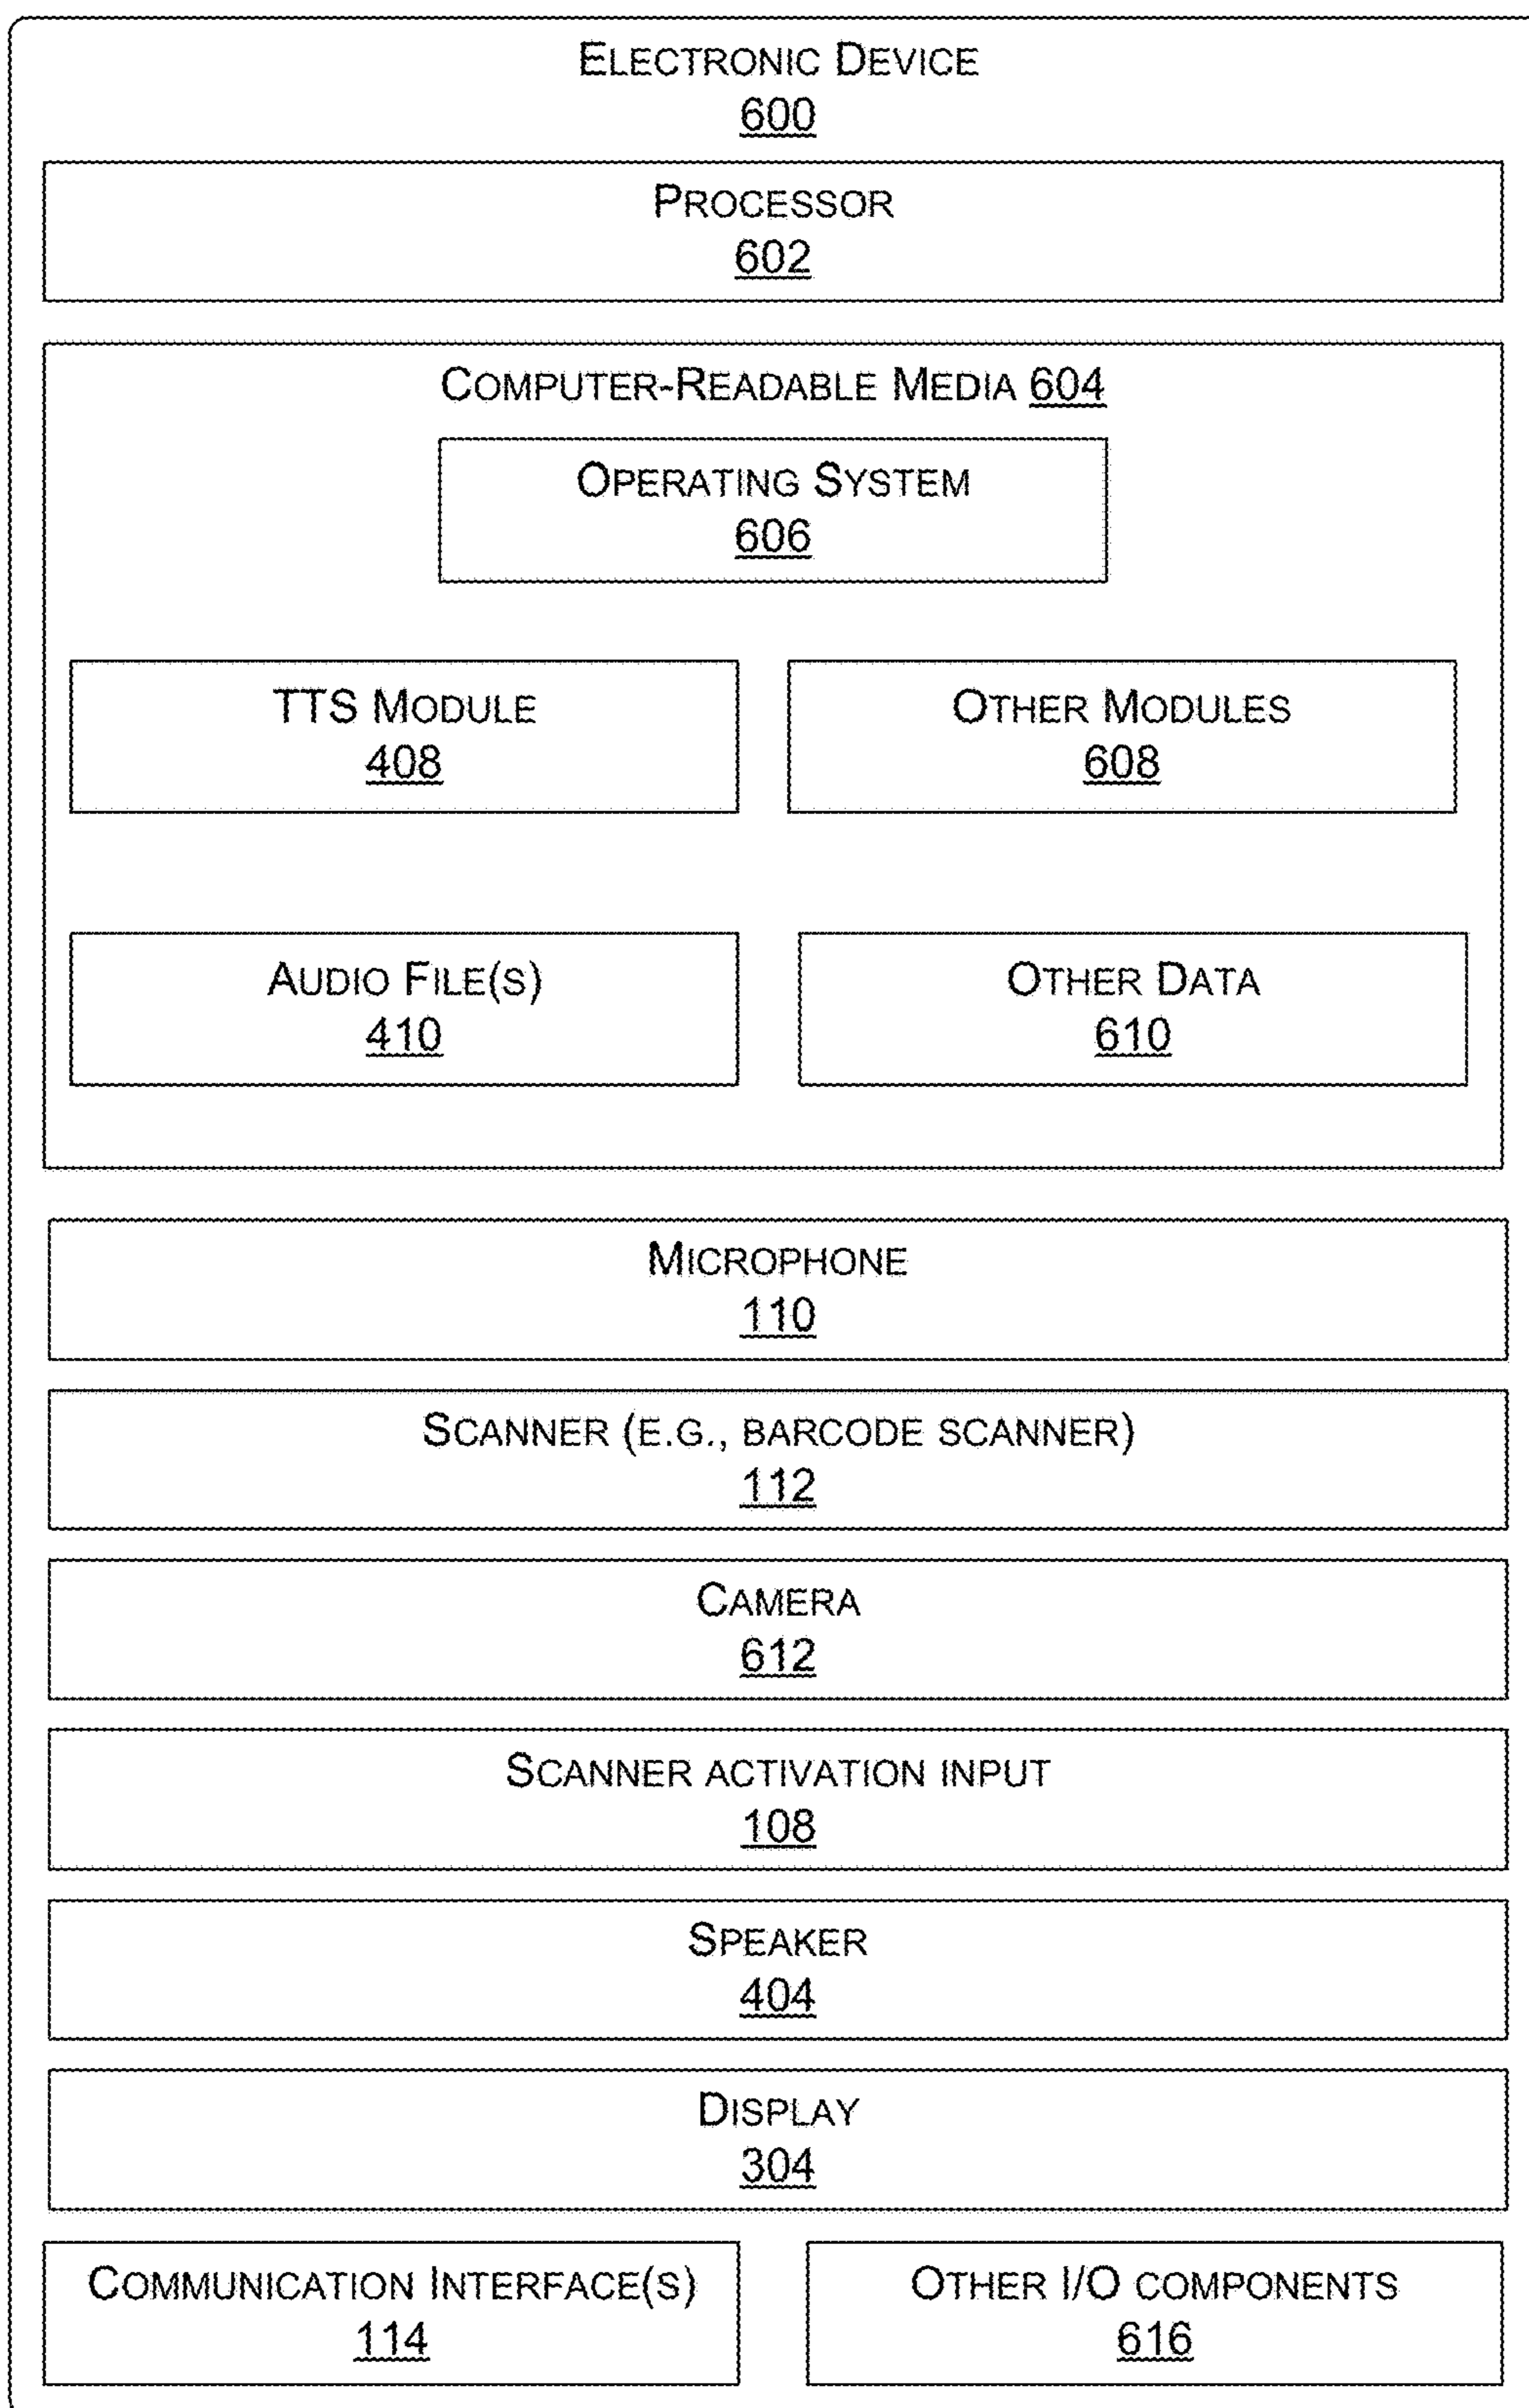 ELECTRONIC DEVICE
600
PROCESSOR
602
COMPUTER-READABLE MEDIA 604
OPERATING SYSTEM
606
TTS MODULE
408
OTHER MODULES
608
AUDIO FILE(S)
410
OTHER DATA
610
MICROPHONE
110
SCANNER (E.G., BARCODE SCANNER)
112
CAMERA
612
SCANNER ACTIVATION INPUT
108
SPEAKER
404
DISPLAY
304
COMMUNICATION INTERFACE(S)
114
OTHER I/O COMPONENTS
616